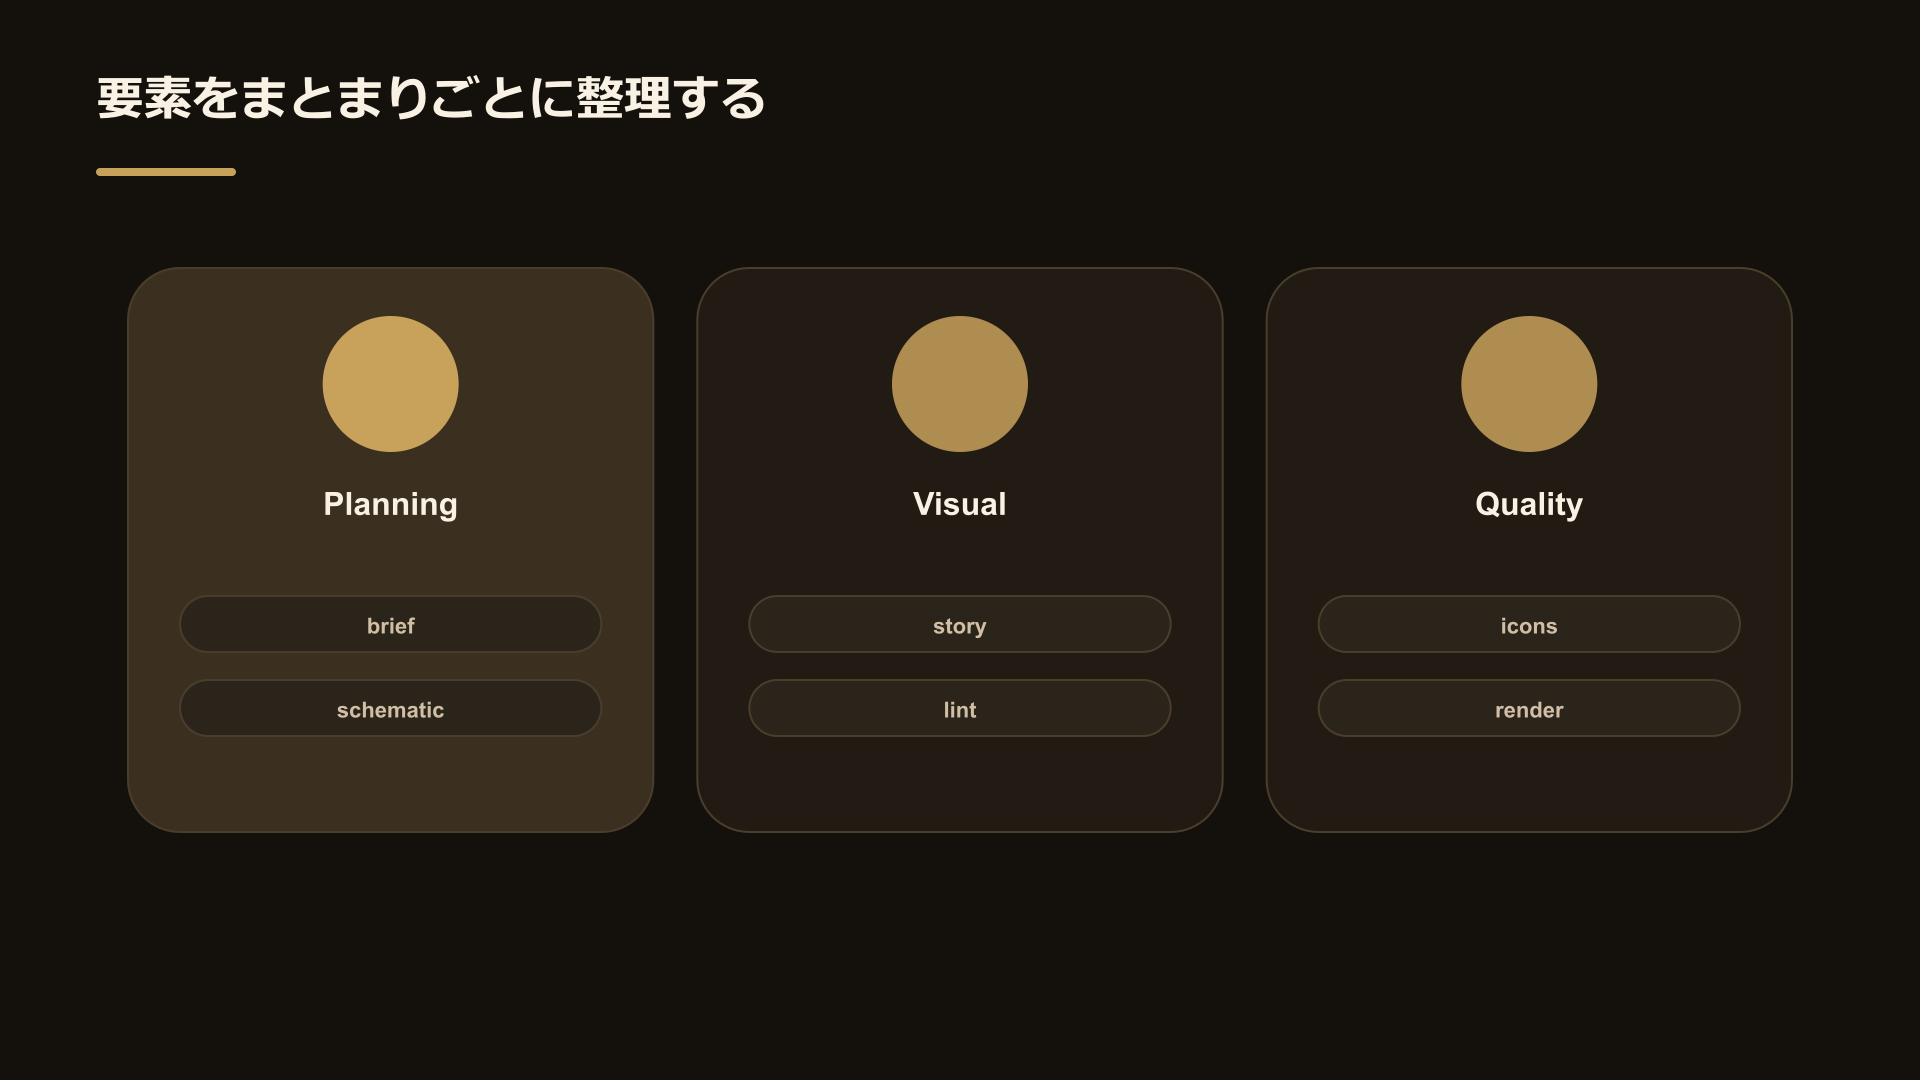 要素をまとまりごとに整理する
Planning
brief
schematic
Visual
story
lint
Quality
icons
render